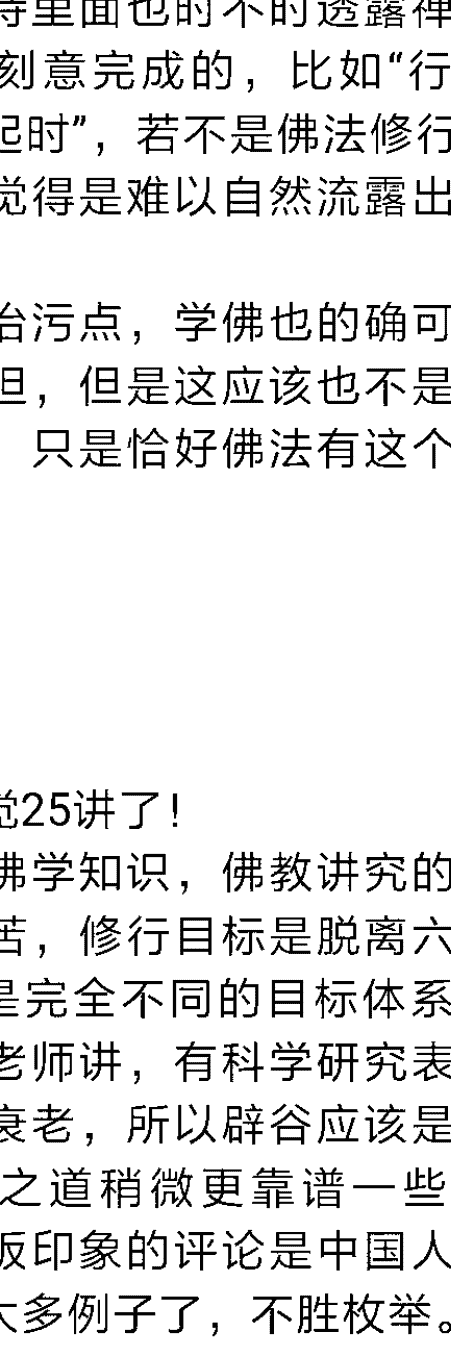 诗里面也时不时透露禅
刻意完成的，比如“行
起时”，若不是佛法修行
觉得是难以自然流露出
治污点，学佛也的确可
但，但是这应该也不是
只是恰好佛法有这个
觉25讲了！
佛学知识，佛教讲究的
苦，修行目标是脱离六
是完全不同的目标体系
老师讲，有科学研究表
衰老，所以辟谷应该是
之道稍微更靠谱一些
板印象的评论是中国人
太多例子了，不胜枚举。